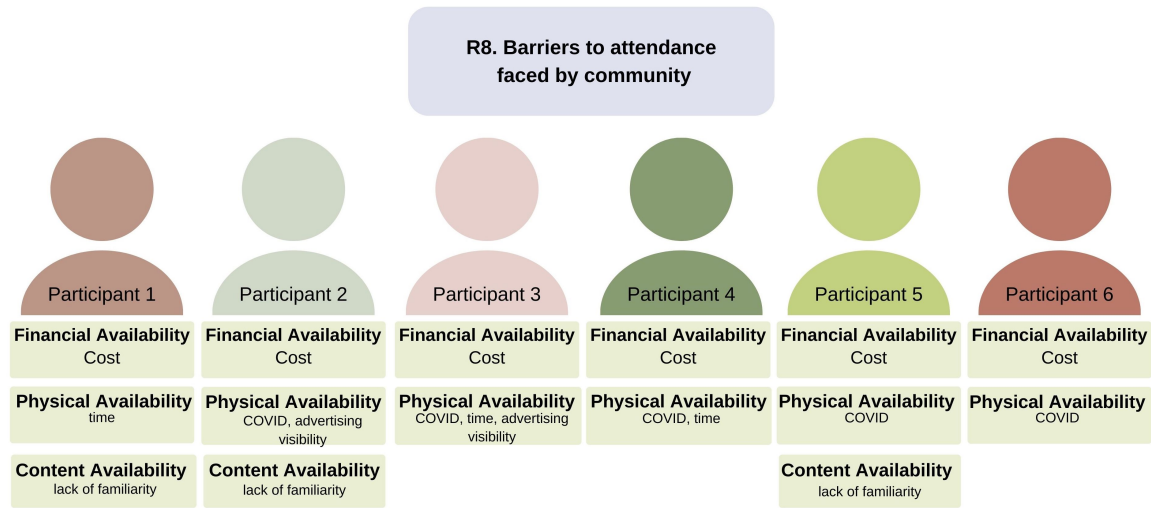 R8. Barriers to attendance
faced by community
Participant 1
Participant 2
Participant 3
Participant 4
Participant 5
Participant 6
Financial Availability
Cost
Financial Availability
Cost
Financial Availability
Cost
Financial Availability
Cost
Financial Availability
Cost
Financial Availability
Cost
Physical Availability
time
Physical Availability
COVID, advertising
visibility
Physical Availability
COVID, time, advertising
visibility
Physical Availability
COVID, time
Physical Availability
COVID
Physical Availability
COVID
Content Availability
lack of familiarity
Content Availability
lack of familiarity
Content Availability
lack of familiarity